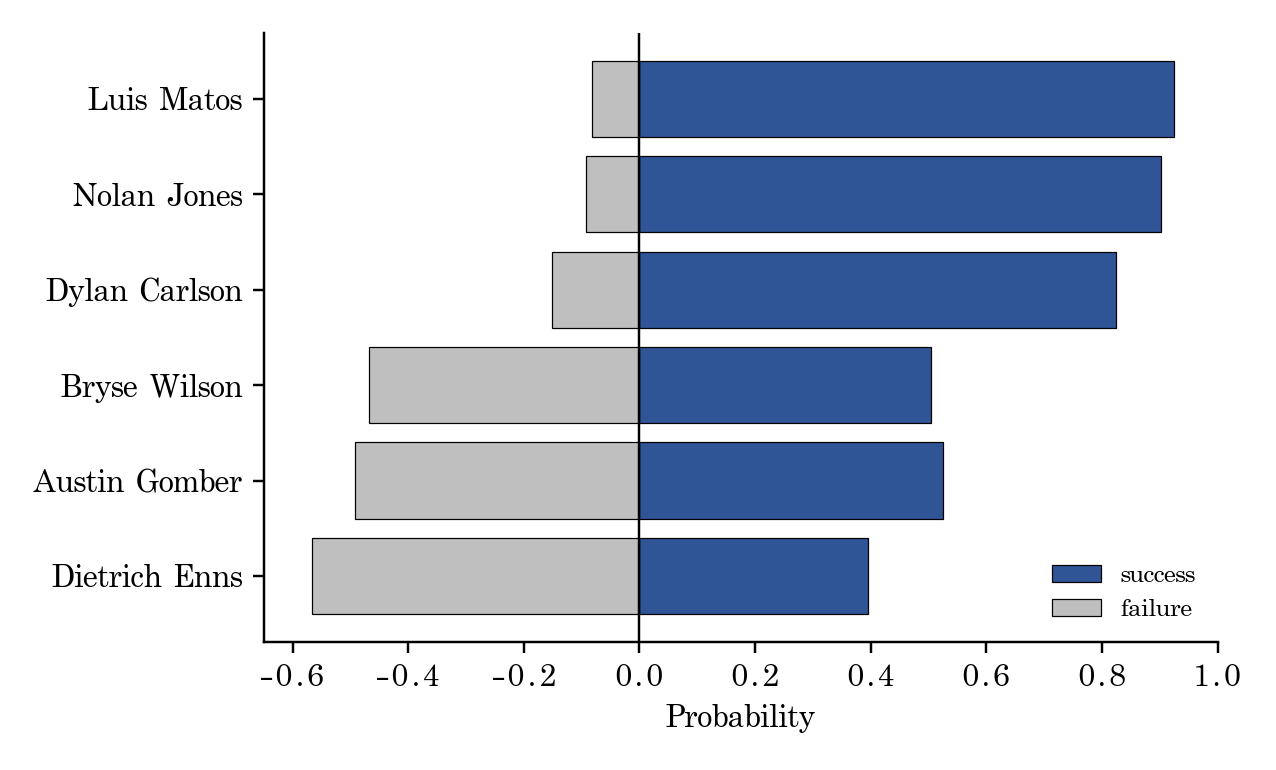 Luis Matos
Nolan Jones
Dylan Carlson
Bryse Wilson
Austin Gomber
Dietrich Enns
success
failure
-0.6 -0.4 -0.2 0.0 0.2 0.4 0.6 0.8 1.0
Probability